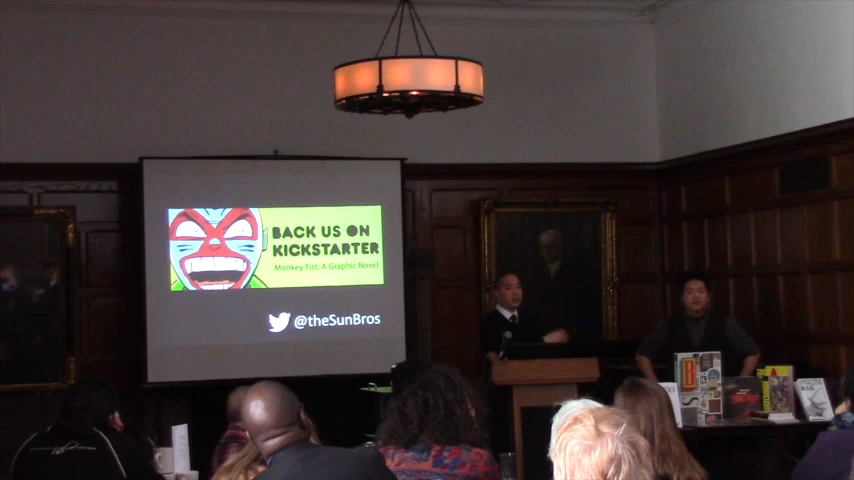 BACK US ON
KICKSTARTER
Monkey Fist: A Graphic Novel
@theSunBros